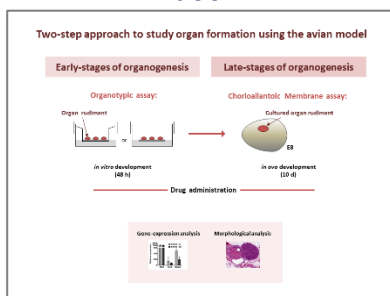 Two-step approach to study organ formation using the avian model
Early-stages of organogenesis
Late-stages of organogenesis
Organotypic assay:
Chorioallantoic Membrane assay:
Organ rudiment
Cultured organ rudiment
or
E8
in vitro development
(48 h)
in ovo development
(10 d)
Drug administration
Gene-expression analysis
Morphological analysis